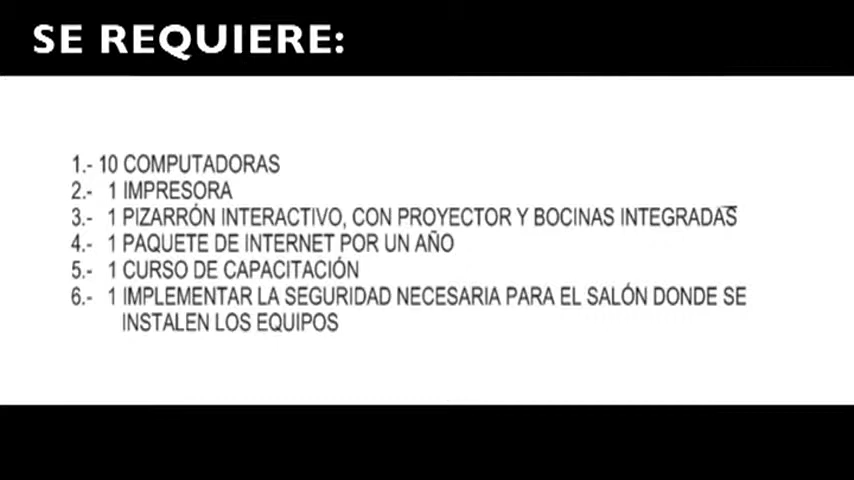 SE REQUIERE:
1.- 10 COMPUTADORAS
2.- 1 IMPRESORA
3.- 1 PIZARRÓN INTERACTIVO, CON PROYECTOR Y BOCINAS INTEGRADAS
4.- 1 PAQUETE DE INTERNET POR UN AÑO
5.- 1 CURSO DE CAPACITACIÓN
6.- 1 IMPLEMENTAR LA SEGURIDAD NECESARIA PARA EL SALÓN DONDE SE
INSTALEN LOS EQUIPOS